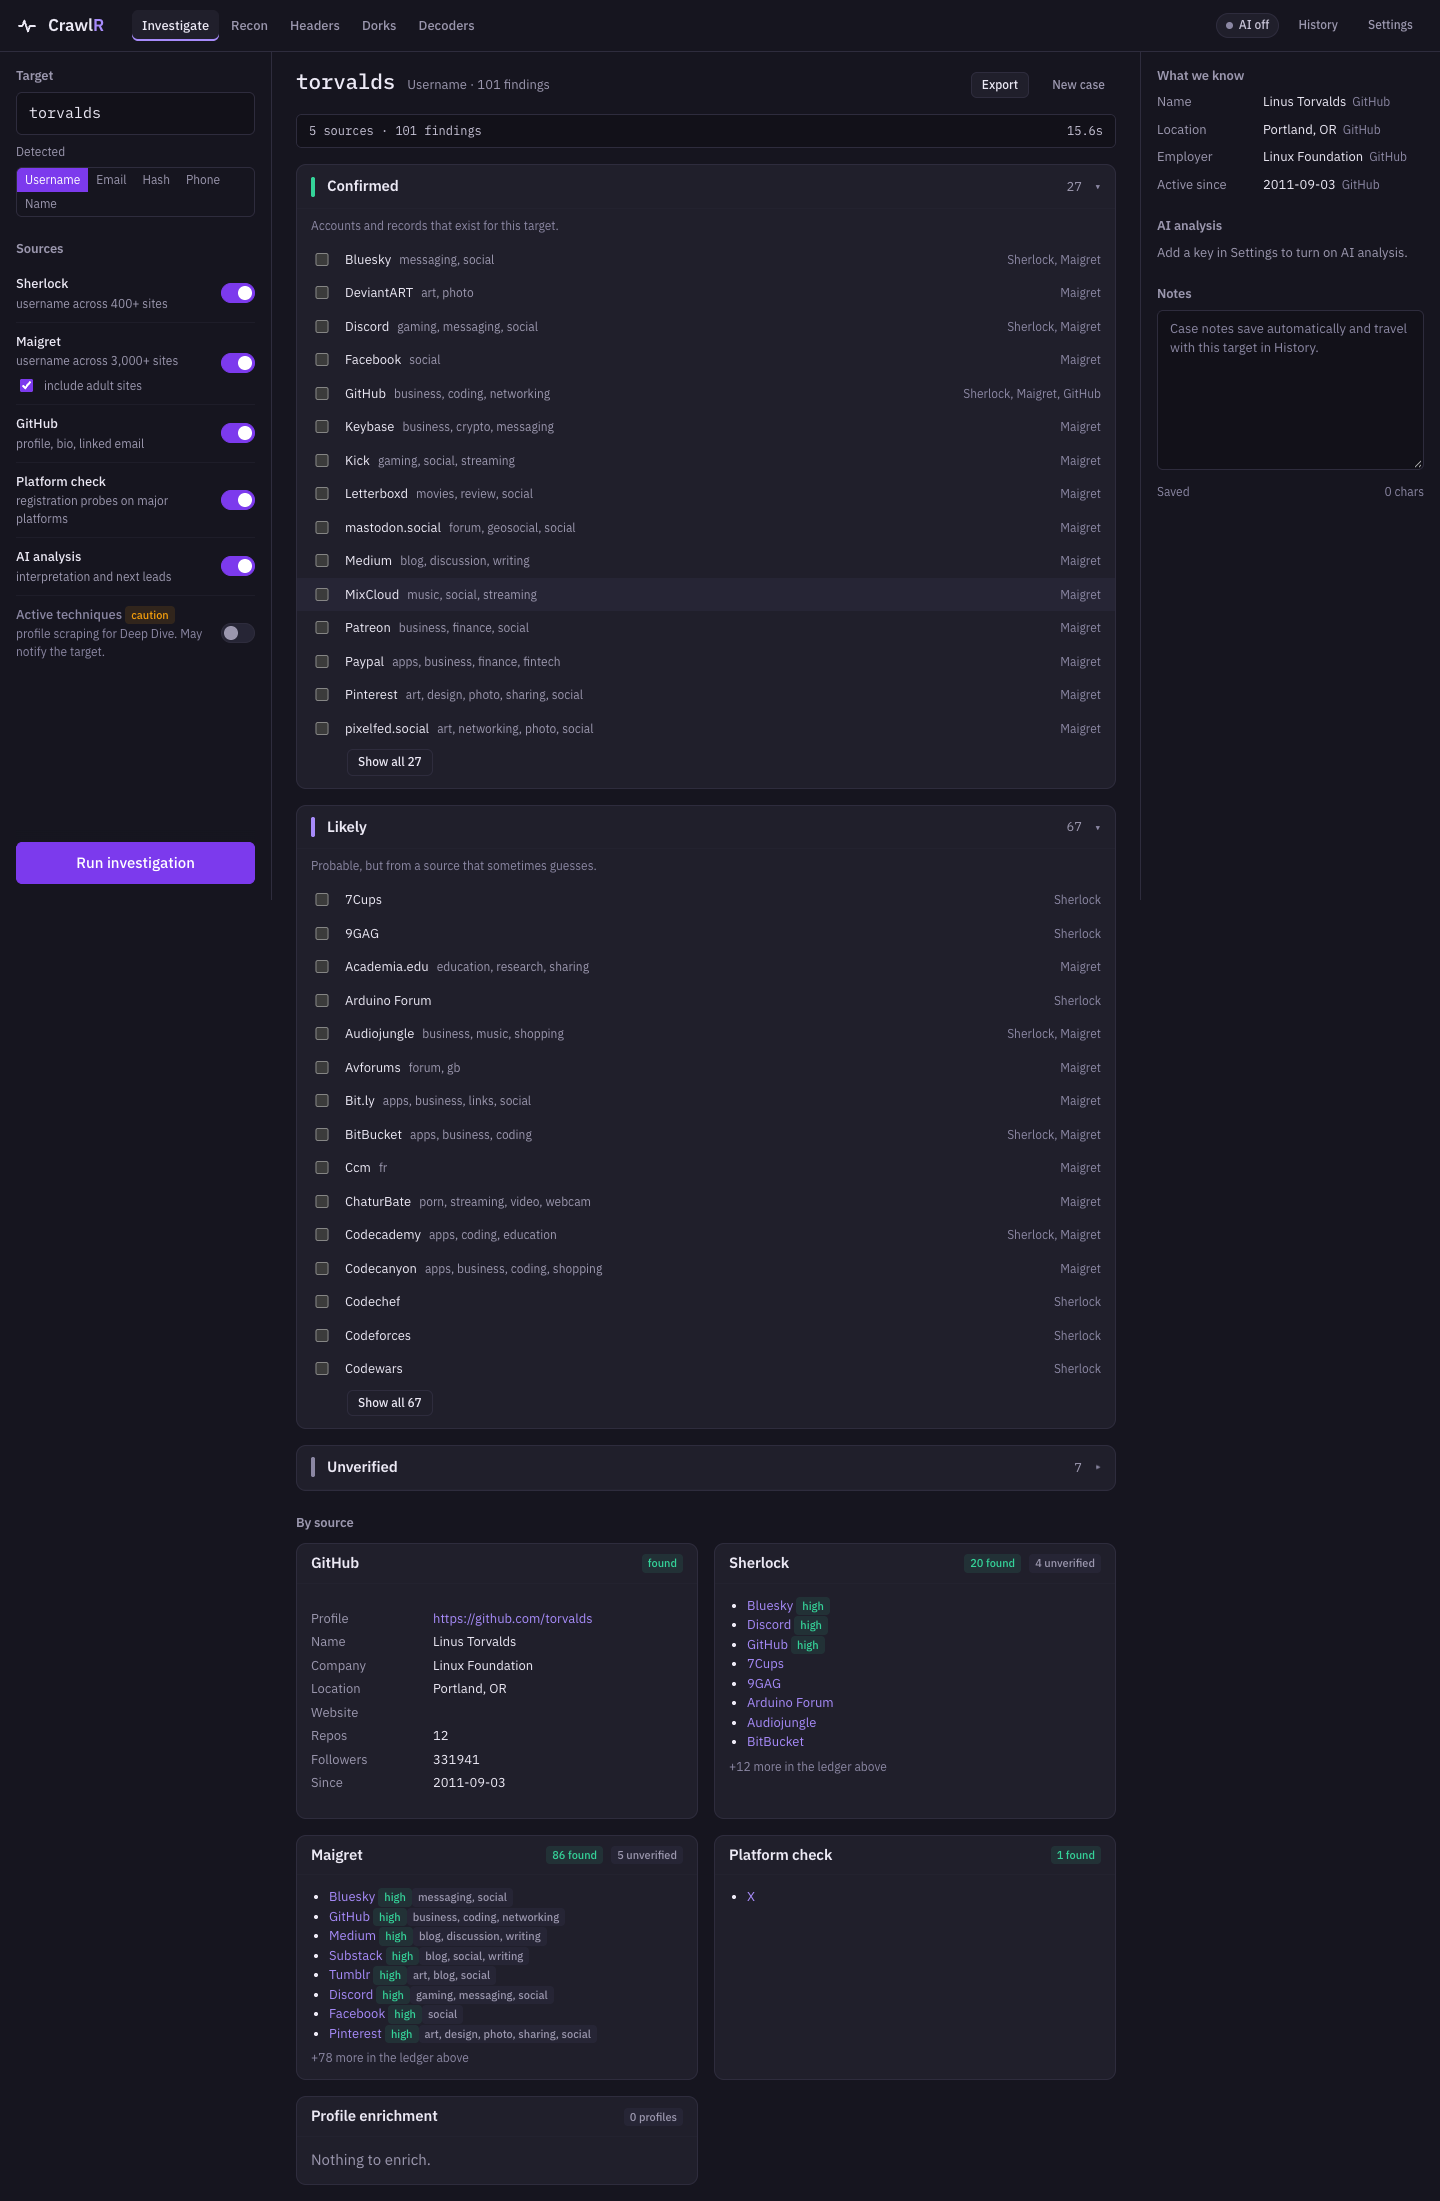 CrawlR
Investigate Recon Headers Dorks Decoders
AI off History Settings
Target
torvalds
Detected
Username Email Hash Phone
Name
Sources
Sherlock
username across 400+ sites
Maigret
username across 3,000+ sites
include adult sites
GitHub
profile, bio, linked email
Platform check
registration probes on major
platforms
AI analysis
interpretation and next leads
Active techniques caution
profile scraping for Deep Dive. May
notify the target.
Run investigation
torvalds Username · 101 findings
Export New case
5 sources · 101 findings 15.6s
Confirmed 27
Accounts and records that exist for this target.
Bluesky messaging, social Sherlock, Maigret
DeviantART art, photo Maigret
Discord gaming, messaging, social Sherlock, Maigret
Facebook social Maigret
GitHub business, coding, networking Sherlock, Maigret, GitHub
Keybase business, crypto, messaging Maigret
Kick gaming, social, streaming Maigret
Letterboxd movies, review, social Maigret
mastodon.social forum, geosocial, social Maigret
Medium blog, discussion, writing Maigret
MixCloud music, social, streaming Maigret
Patreon business, finance, social Maigret
Paypal apps, business, finance, fintech Maigret
Pinterest art, design, photo, sharing, social Maigret
pixelfed.social art, networking, photo, social Maigret
Show all 27
Likely 67
Probable, but from a source that sometimes guesses.
7Cups Sherlock
9GAG Sherlock
Academia.edu education, research, sharing Maigret
Arduino Forum Sherlock
Audiojungle business, music, shopping Sherlock, Maigret
Avforums forum, gb Maigret
Bit.ly apps, business, links, social Maigret
BitBucket apps, business, coding Sherlock, Maigret
Ccm fr Maigret
ChaturBate porn, streaming, video, webcam Maigret
Codecademy apps, coding, education Sherlock, Maigret
Codecanyon apps, business, coding, shopping Maigret
Codechef Sherlock
Codeforces Sherlock
Codewars Sherlock
Show all 67
Unverified 7
By source
GitHub found
Profile https://github.com/torvalds
Name Linus Torvalds
Company Linux Foundation
Location Portland, OR
Website
Repos 12
Followers 331941
Since 2011-09-03
Sherlock 20 found 4 unverified
Bluesky high
Discord high
GitHub high
7Cups
9GAG
Arduino Forum
Audiojungle
BitBucket
+12 more in the ledger above
Maigret 86 found 5 unverified
Bluesky high messaging, social
GitHub high business, coding, networking
Medium high blog, discussion, writing
Substack high blog, social, writing
Tumblr high art, blog, social
Discord high gaming, messaging, social
Facebook high social
Pinterest high art, design, photo, sharing, social
+78 more in the ledger above
Platform check 1 found
X
Profile enrichment 0 profiles
Nothing to enrich.
What we know
Name Linus Torvalds GitHub
Location Portland, OR GitHub
Employer Linux Foundation GitHub
Active since 2011-09-03 GitHub
AI analysis
Add a key in Settings to turn on AI analysis.
Notes
Case notes save automatically and travel
with this target in History.
Saved 0 chars